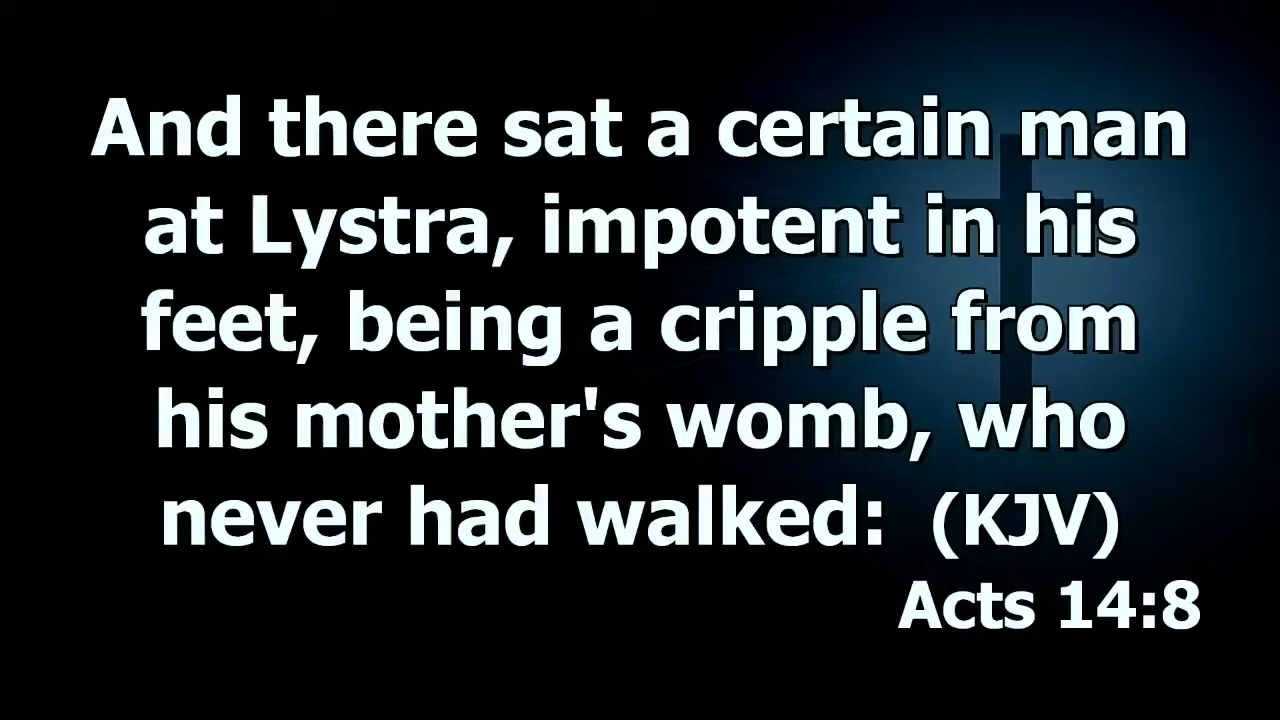 And there sat a certain man
at Lystra, impotent in his
feet, being a cripple from
his mother's womb, who
never had walked: (KJV)
Acts 14:8